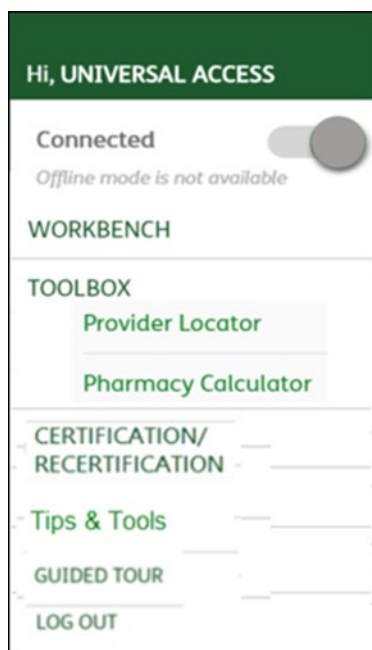 Hi, UNIVERSAL ACCESS
Connected
Offline mode is not available
WORKBENCH
TOOLBOX
Provider Locator
Pharmacy Calculator
CERTIFICATION/
RECERTIFICATION
Tips & Tools
GUIDED TOUR
LOG OUT